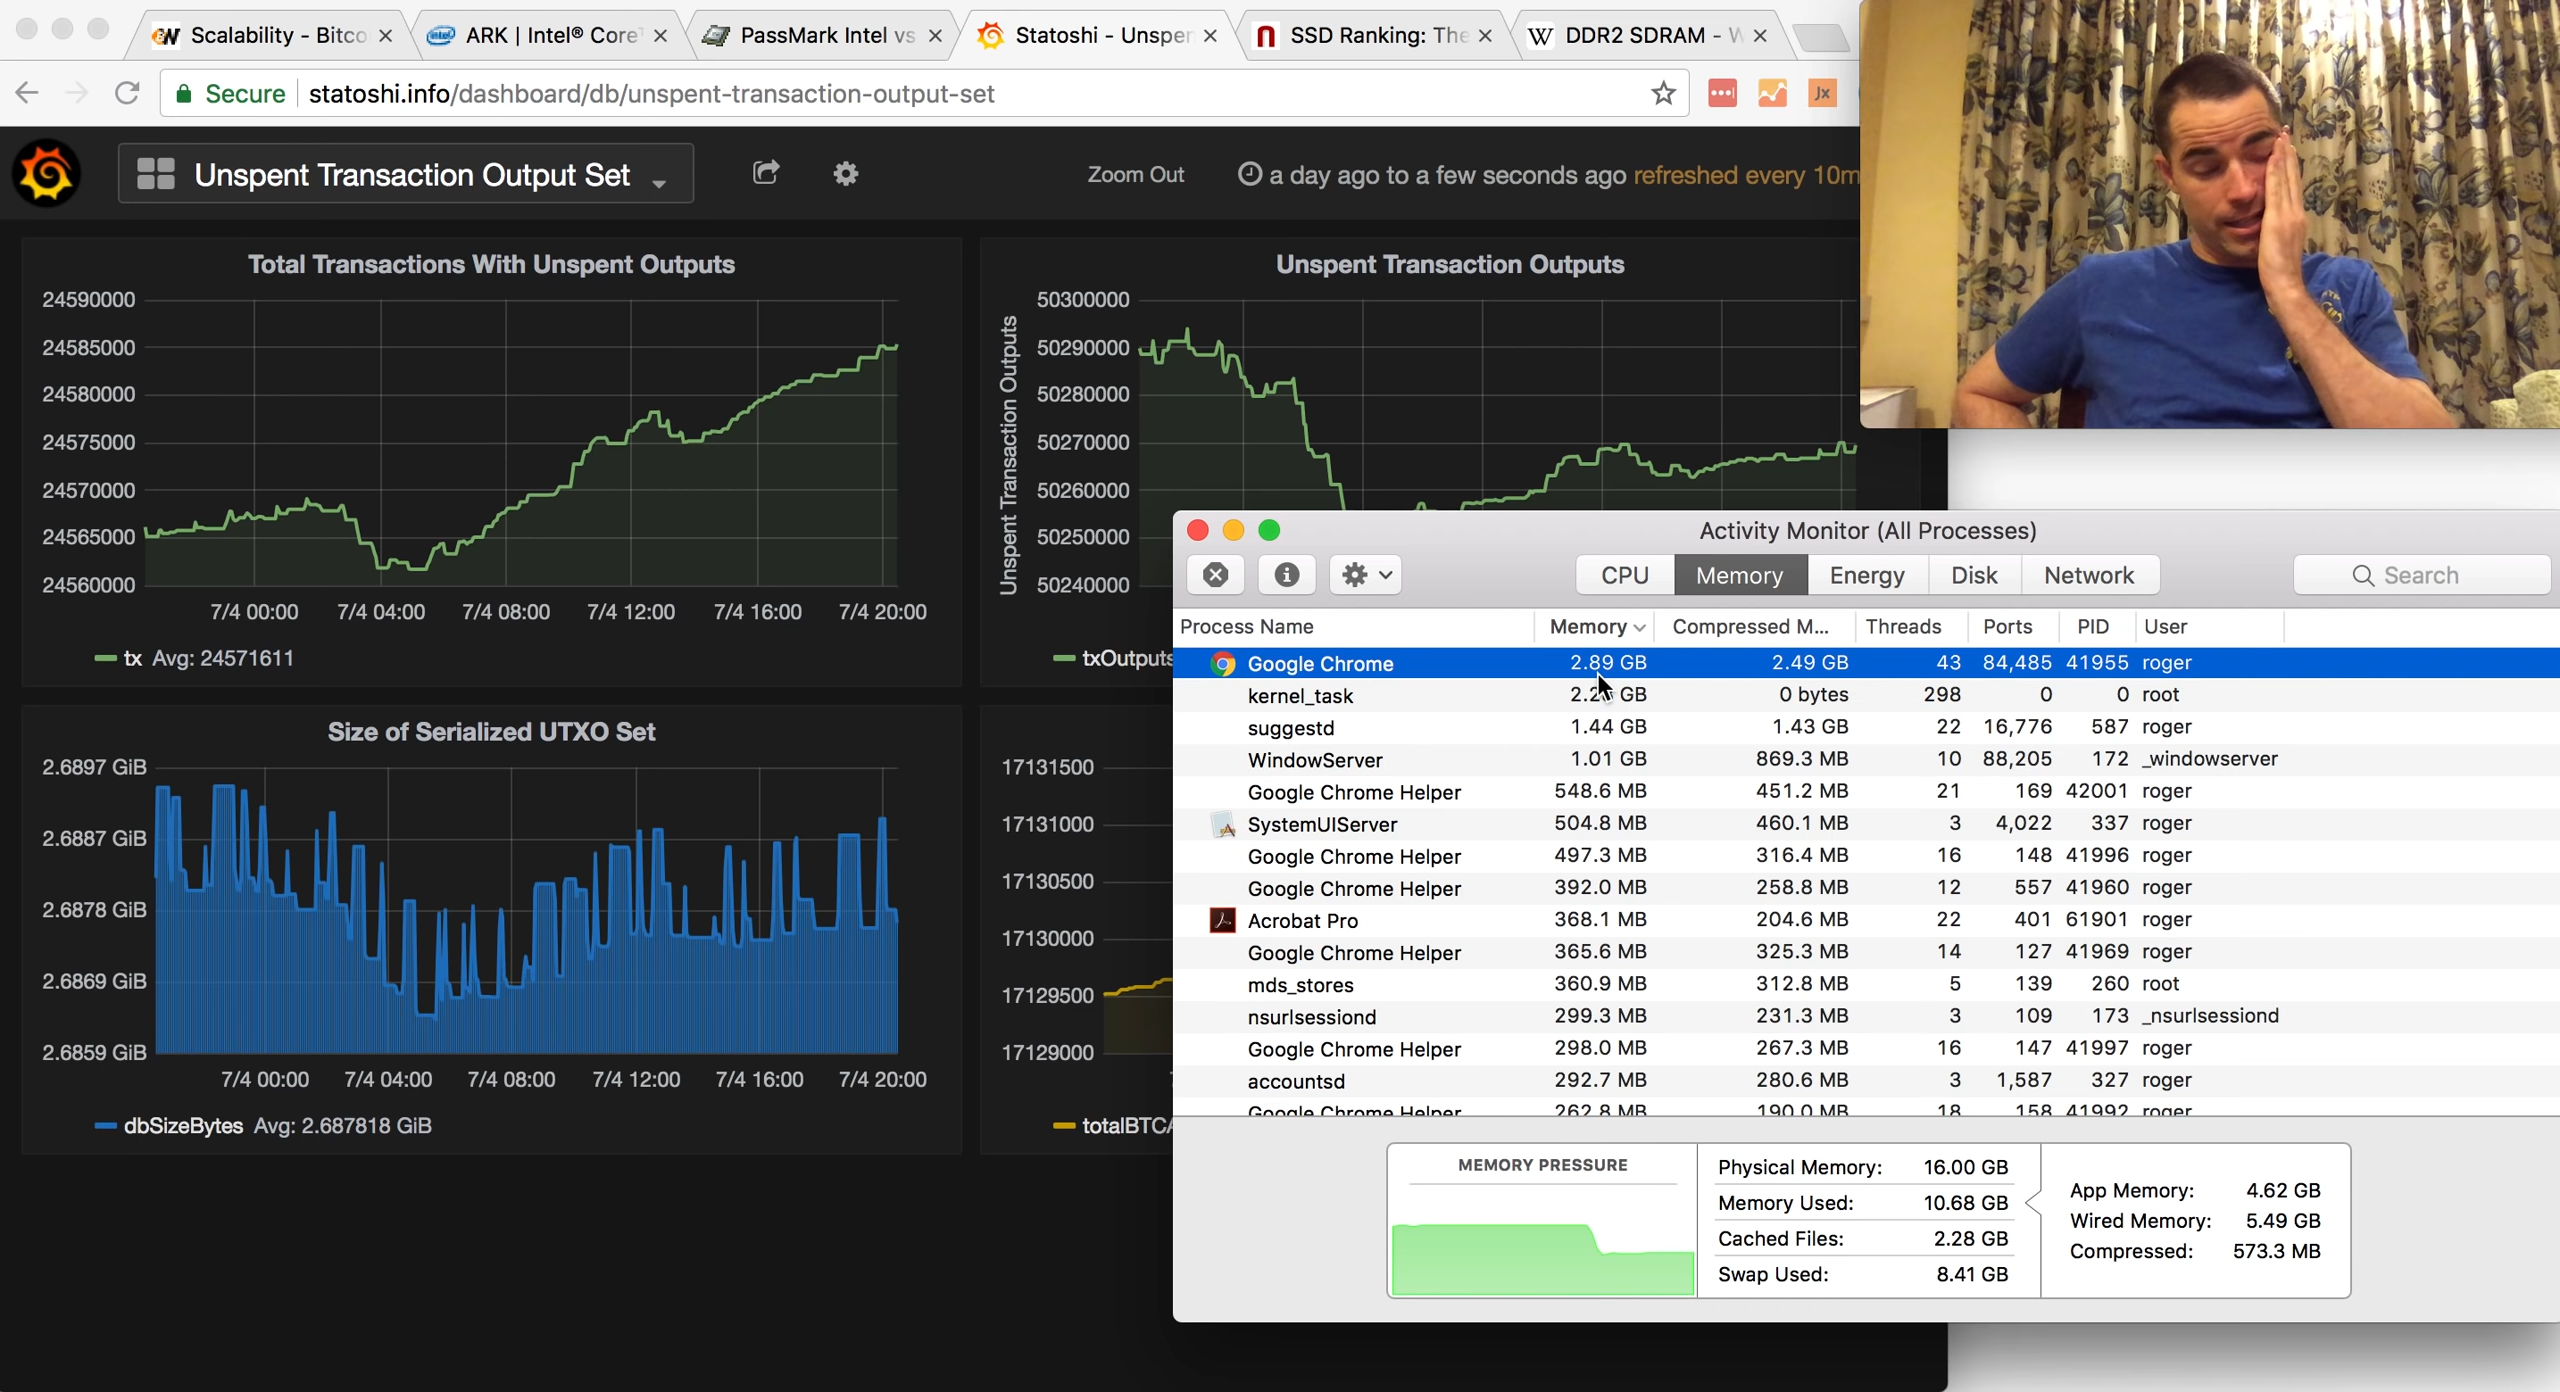 Scalability - Bitco
ARK | Intel® Core
PassMark Intel vs
Statoshi - Unspen
SSD Ranking: The
DDR2 SDRAM - W
Secure
statoshi.info/dashboard/db/unspent-transaction-output-set
Jx
Unspent Transaction Output Set
Zoom Out
a day ago to a few seconds ago refreshed every 10m
Total Transactions With Unspent Outputs
24590000
24585000
24580000
24575000
24570000
24565000
24560000
7/4 00:00 7/4 04:00 7/4 08:00 7/4 12:00 7/4 16:00 7/4 20:00
tx Avg: 24571611
Unspent Transaction Outputs
Unspent Transaction Outputs
50300000
50290000
50280000
50270000
50260000
50250000
50240000
txOutputs
Size of Serialized UTXO Set
2.6897 GiB
2.6887 GiB
2.6878 GiB
2.6869 GiB
2.6859 GiB
7/4 00:00 7/4 04:00 7/4 08:00 7/4 12:00 7/4 16:00 7/4 20:00
dbSizeBytes Avg: 2.687818 GiB
17131500
17131000
17130500
17130000
17129500
17129000
totalBTCA
Activity Monitor (All Processes)
CPU Memory Energy Disk Network
Search
Process Name Memory Compressed M... Threads Ports PID User
Google Chrome 2.89 GB 2.49 GB 43 84,485 41955 roger
kernel_task GB 0 bytes 298 0 0 root
suggestd 1.44 GB 1.43 GB 22 16,776 587 roger
WindowServer 1.01 GB 869.3 MB 10 88,205 172 _windowserver
Google Chrome Helper 548.6 MB 451.2 MB 21 169 42001 roger
SystemUIServer 504.8 MB 460.1 MB 3 4,022 337 roger
Google Chrome Helper 497.3 MB 316.4 MB 16 148 41996 roger
Google Chrome Helper 392.0 MB 258.8 MB 12 557 41960 roger
Acrobat Pro 368.1 MB 204.6 MB 22 401 61901 roger
Google Chrome Helper 365.6 MB 325.3 MB 14 127 41969 roger
mds_stores 360.9 MB 312.8 MB 5 139 260 root
nsurlsessiond 299.3 MB 231.3 MB 3 109 173 _nsurlsessiond
Google Chrome Helper 298.0 MB 267.3 MB 16 147 41997 roger
accountsd 292.7 MB 280.6 MB 3 1,587 327 roger
Google Chrome Helper 262.8 MB 190.0 MB 18 158 41992 roger
MEMORY PRESSURE
Physical Memory: 16.00 GB
Memory Used: 10.68 GB
Cached Files: 2.28 GB
Swap Used: 8.41 GB
App Memory: 4.62 GB
Wired Memory: 5.49 GB
Compressed: 573.3 MB